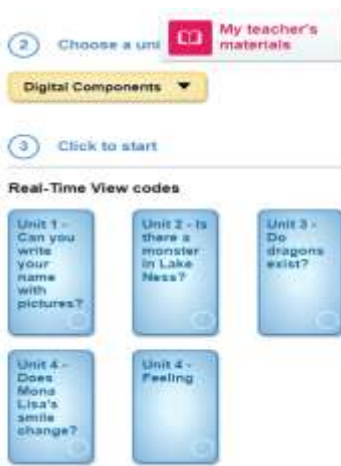 My teacher's
materials
2 Choose a uni
Digital Components
3 Click to start
Real-Time View codes
Unit 1 -
Can you
write
your
name
with
pictures?
Unit 2 - Is
there a
monster
in Lake
Ness?
Unit 3 -
Do
dragons
exist?
Unit 4 -
Does
Mona
Lisa's
smile
change?
Unit 4 -
Feeling